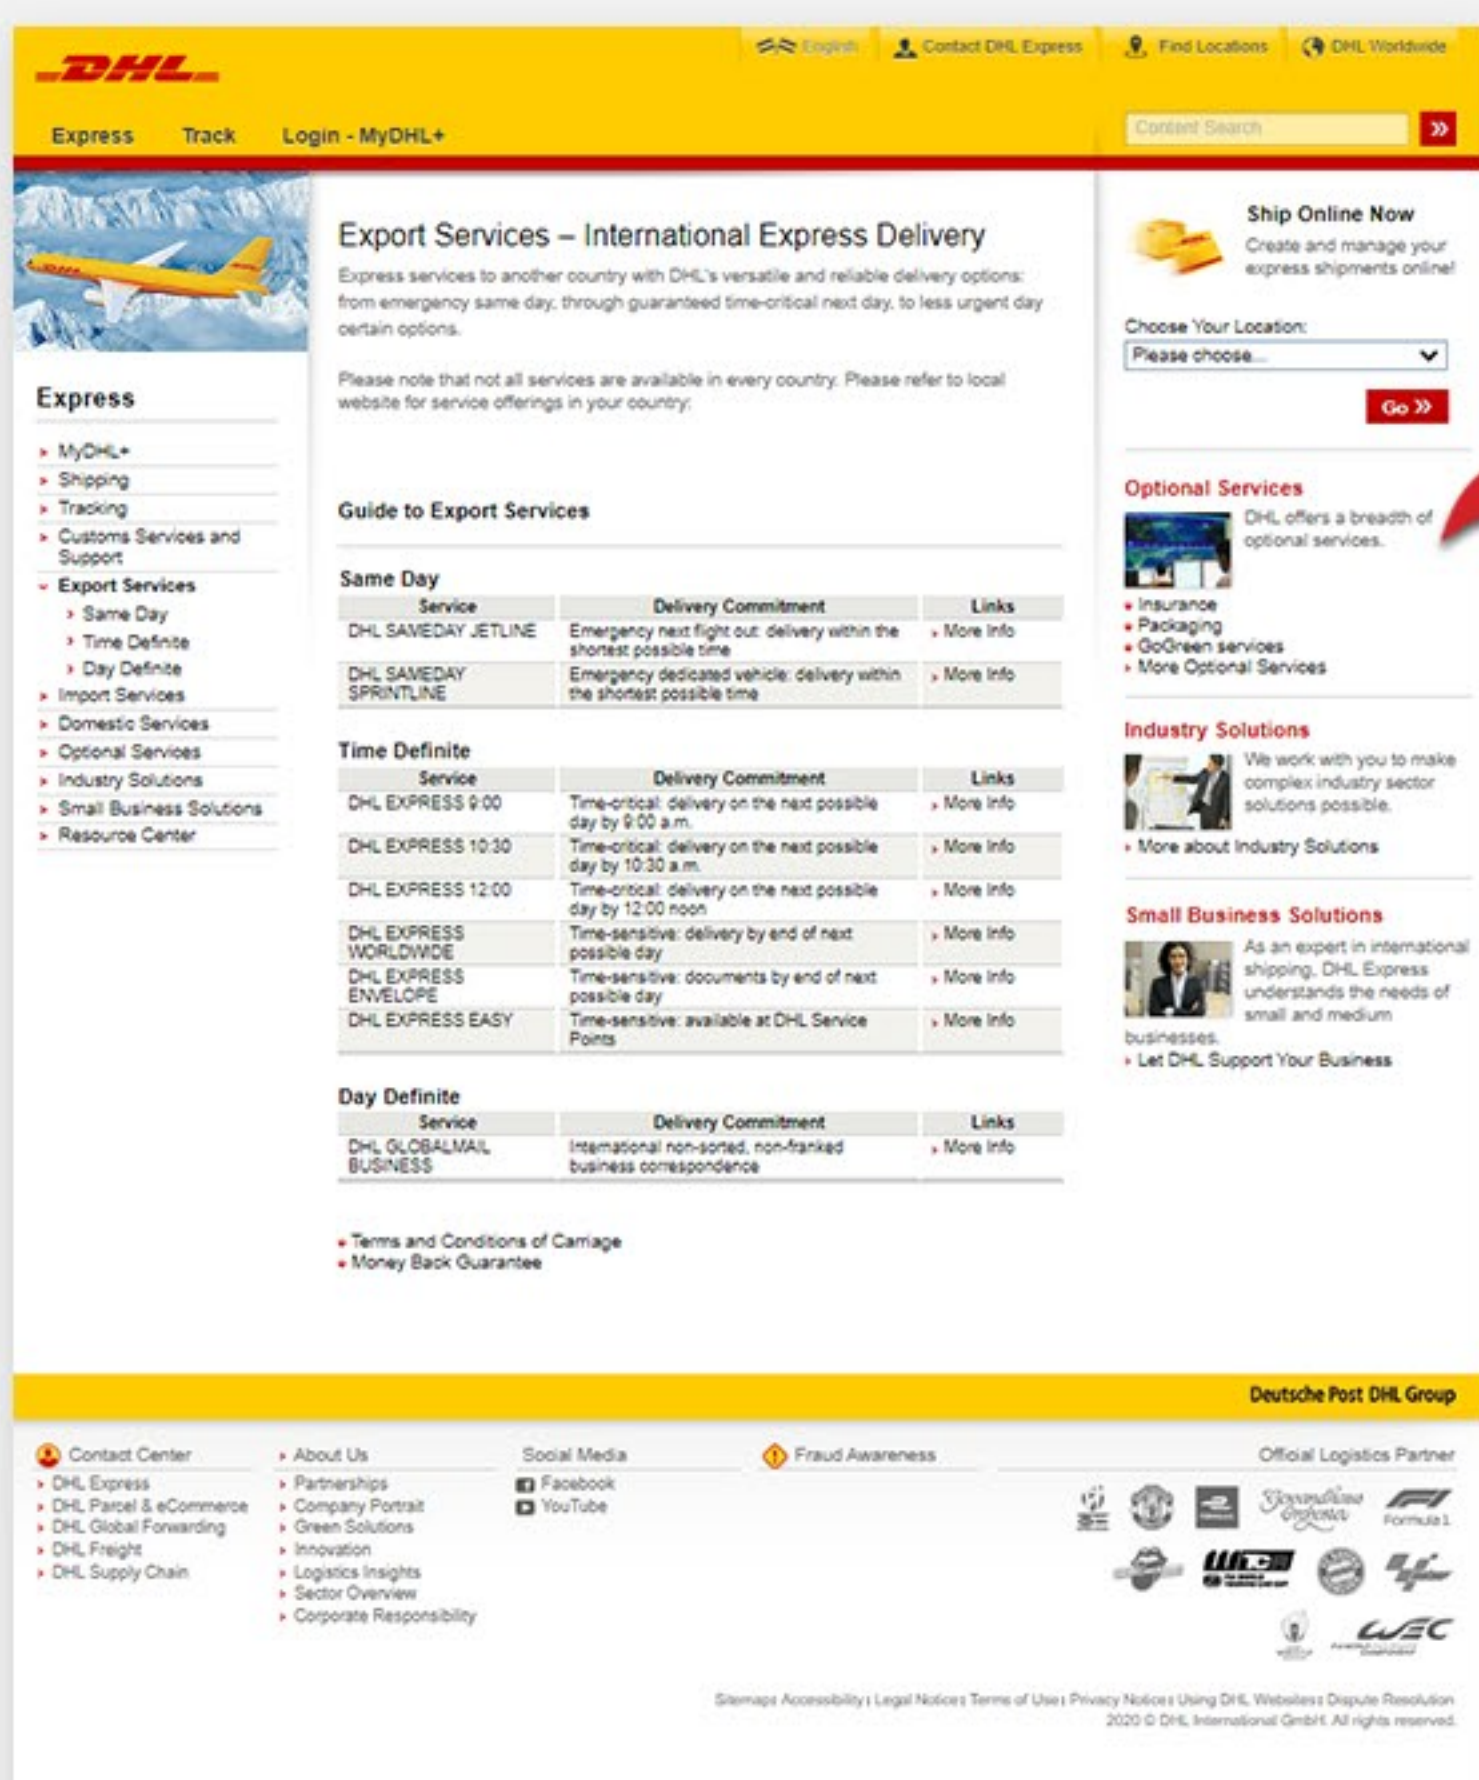 English
Contact DHL Express
Find Locations
DHL Worldwide
DHL
Express
Track
Login - MyDHL+
Content Search
Express
MyDHL+
Shipping
Tracking
Customs Services and
Support
Export Services
Same Day
Time Definite
Day Definite
Import Services
Domestic Services
Optional Services
Industry Solutions
Small Business Solutions
Resource Center
Export Services – International Express Delivery
Express services to another country with DHL's versatile and reliable delivery options:
from emergency same day, through guaranteed time-critical next day, to less urgent day
certain options.
Please note that not all services are available in every country. Please refer to local
website for service offerings in your country:
Guide to Export Services
Same Day
Service Delivery Commitment Links
DHL SAMEDAY JETLINE Emergency next flight out: delivery within the More Info
shortest possible time
DHL SAMEDAY Emergency dedicated vehicle: delivery within More Info
SPRINTLINE the shortest possible time
Time Definite
Service Delivery Commitment Links
DHL EXPRESS 9:00 Time-critical: delivery on the next possible More Info
day by 9:00 a.m.
DHL EXPRESS 10:30 Time-critical: delivery on the next possible More Info
day by 10:30 a.m.
DHL EXPRESS 12:00 Time-critical: delivery on the next possible More Info
day by 12:00 noon
DHL EXPRESS Time-sensitive: delivery by end of next More Info
WORLDWIDE possible day
DHL EXPRESS Time-sensitive: documents by end of next More Info
ENVELOPE possible day
DHL EXPRESS EASY Time-sensitive: available at DHL Service More Info
Points
Day Definite
Service Delivery Commitment Links
DHL GLOBALMAIL International non-sorted, non-franked More Info
BUSINESS business correspondence
Terms and Conditions of Carriage
Money Back Guarantee
Ship Online Now
Create and manage your
express shipments online!
Choose Your Location:
Please choose...
Go
Optional Services
DHL offers a breadth of
optional services.
Insurance
Packaging
GoGreen services
More Optional Services
Industry Solutions
We work with you to make
complex industry sector
solutions possible.
More about Industry Solutions
Small Business Solutions
As an expert in international
shipping, DHL Express
understands the needs of
small and medium
businesses.
Let DHL Support Your Business
Deutsche Post DHL Group
Contact Center
DHL Express
DHL Parcel & eCommerce
DHL Global Forwarding
DHL Freight
DHL Supply Chain
About Us
Partnerships
Company Portrait
Green Solutions
Innovation
Logistics Insights
Sector Overview
Corporate Responsibility
Social Media
Facebook
YouTube
Fraud Awareness
Official Logistics Partner
Formula 1
WTCR
WEC
Sitemap Accessibility Legal Notice Terms of Use Privacy Notice Using DHL Websites Dispute Resolution
2020 © DHL International GmbH. All rights reserved.